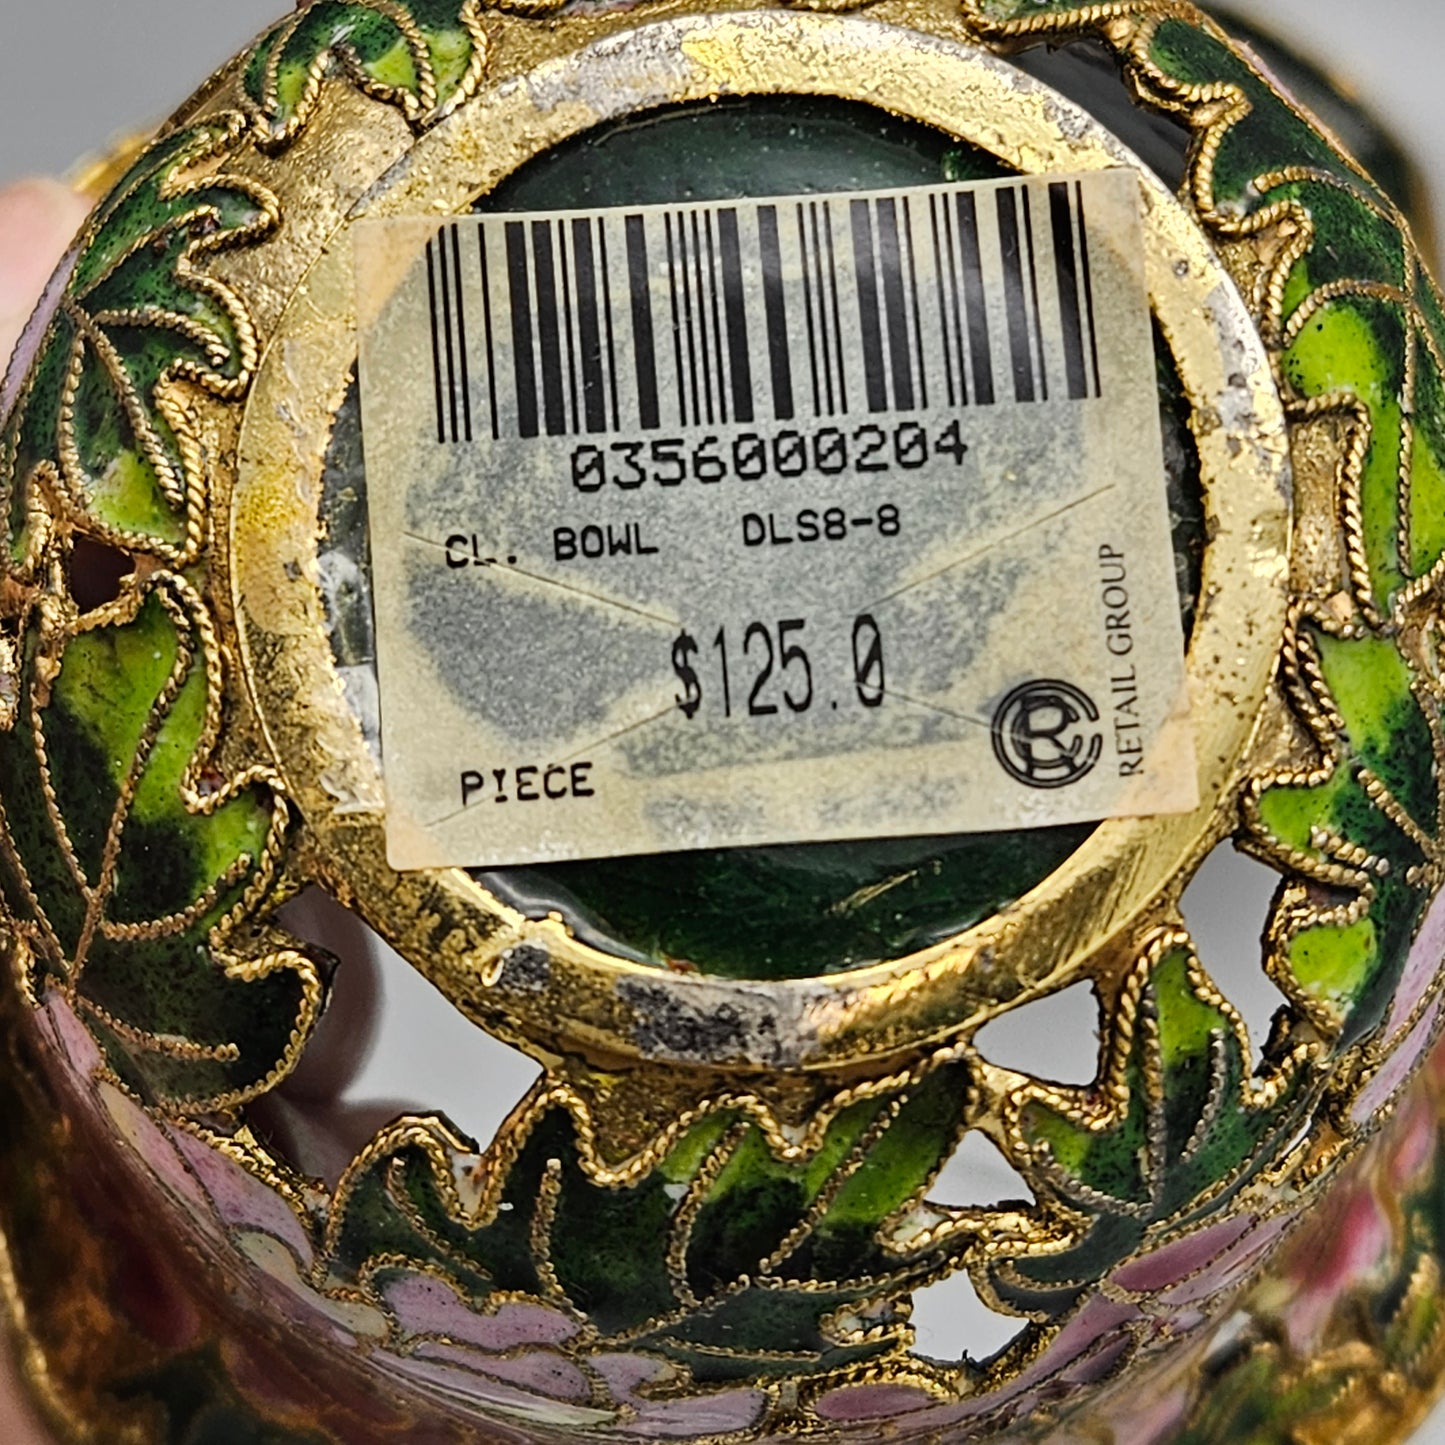 0356000204
CL. BOWL DLS8-8
$125.0
PIECE
RETAIL GROUP